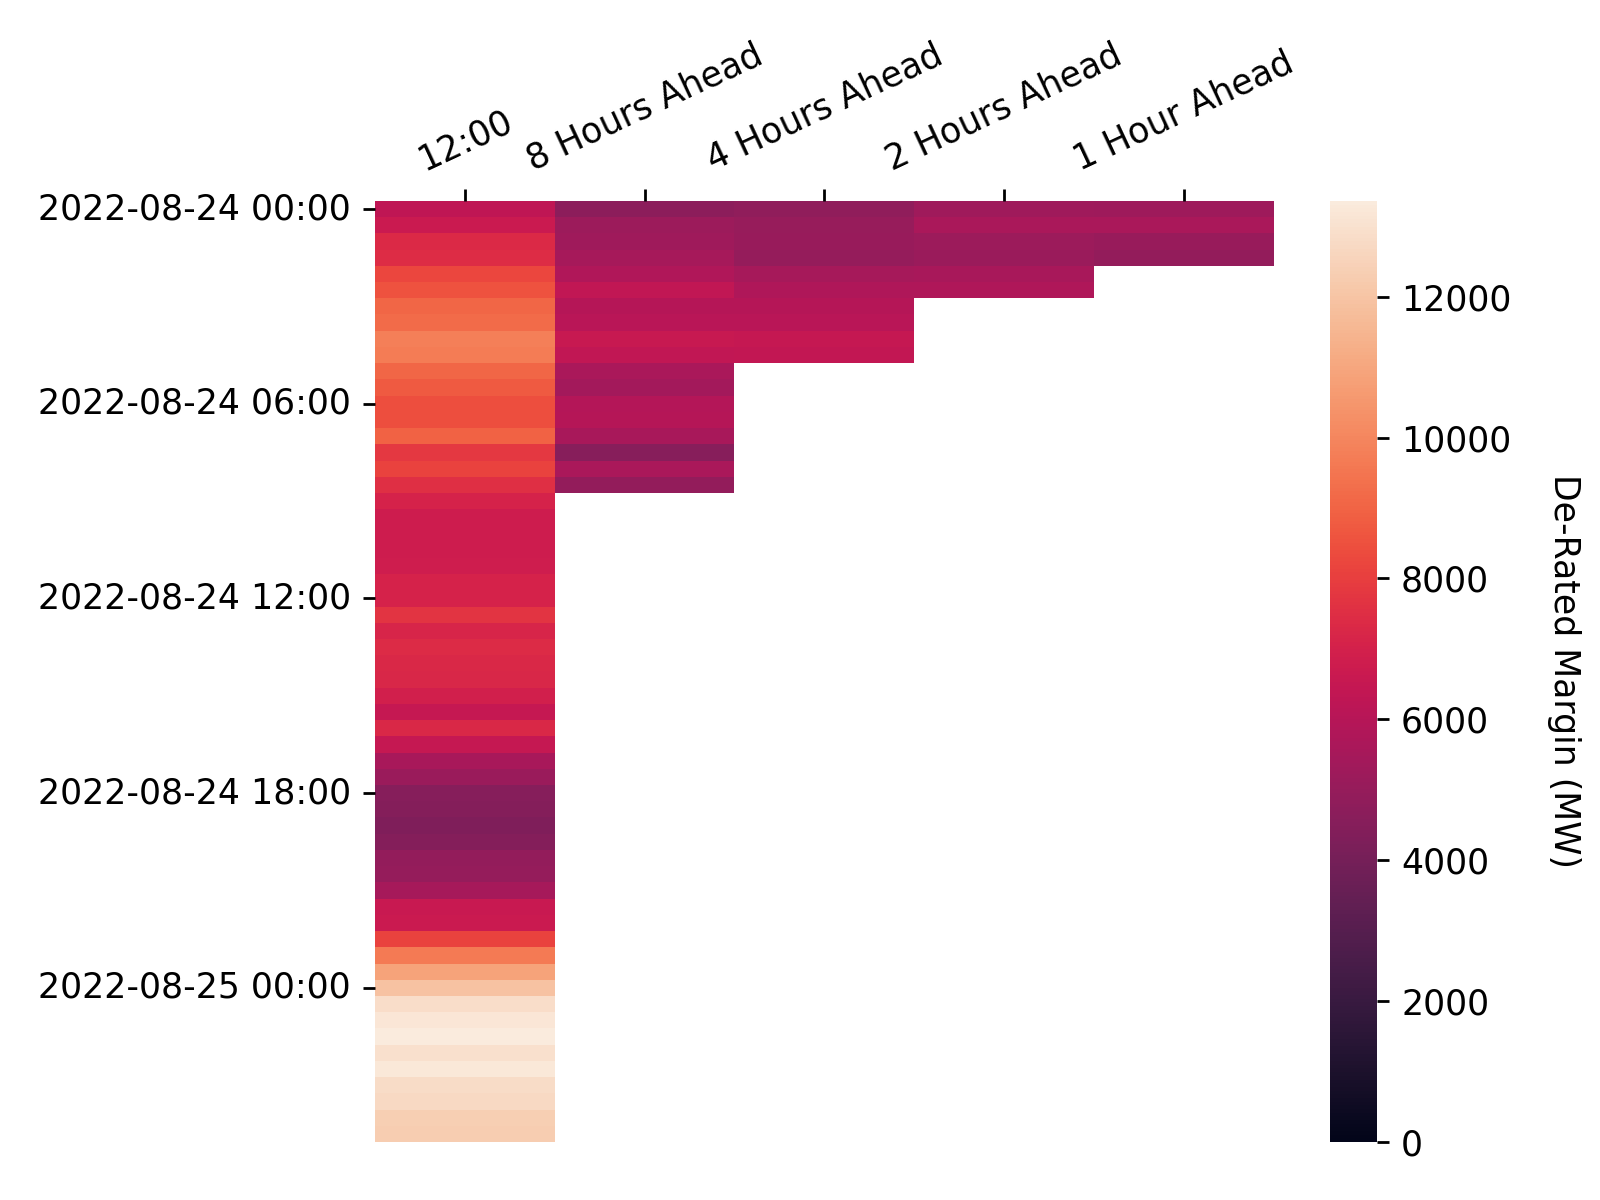 12:00
8 Hours Ahead
4 Hours Ahead
2 Hours Ahead
1 Hour Ahead
2022-08-24 00:00
2022-08-24 06:00
2022-08-24 12:00
2022-08-24 18:00
2022-08-25 00:00
12000
10000
8000
6000
4000
2000
0
De-Rated Margin (MW)